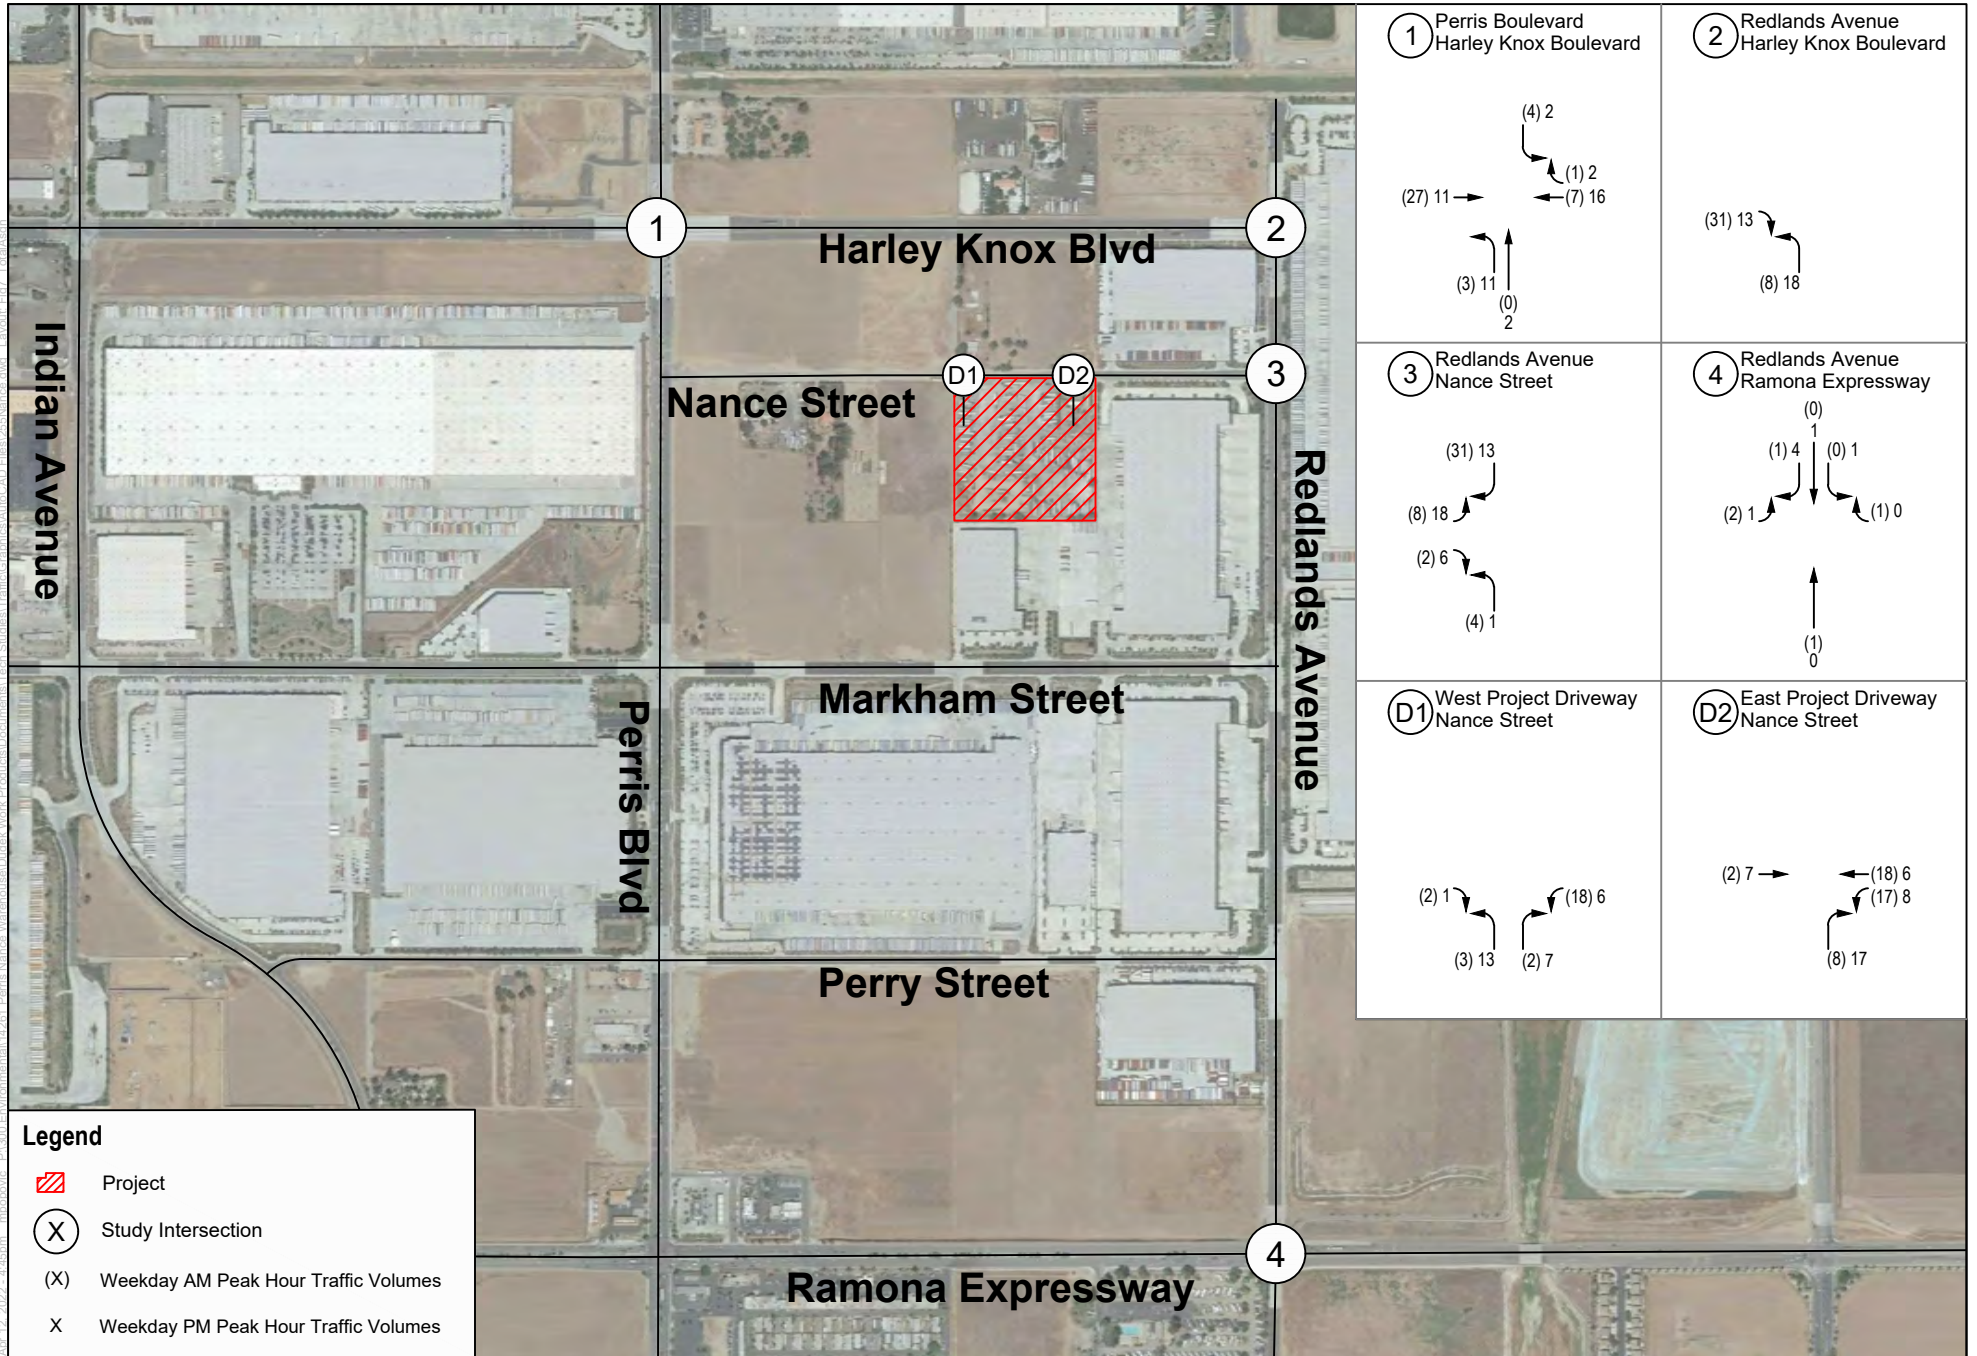 1
Perris Boulevard
Harley Knox Boulevard
(4) 2
(1) 2
(27) 11
(7) 16
(3) 11
(0)
2
2
Redlands Avenue
Harley Knox Boulevard
(31) 13
(8) 18
3
Redlands Avenue
Nance Street
(31) 13
(8) 18
(2) 6
(4) 1
4
Redlands Avenue
Ramona Expressway
(0)
1
(1) 4
(0) 1
(2) 1
(1) 0
(1)
0
D1
West Project Driveway
Nance Street
(2) 1
(18) 6
(3) 13
(2) 7
D2
East Project Driveway
Nance Street
(2) 7
(18) 6
(17) 8
(8) 17
1
2
Harley Knox Blvd
Indian Avenue
D1
D2
3
Nance Street
Redlands Avenue
Markham Street
Perris Blvd
Perry Street
4
Ramona Expressway
Legend
Project
X
Study Intersection
(X)
Weekday AM Peak Hour Traffic Volumes
X
Weekday PM Peak Hour Traffic Volumes